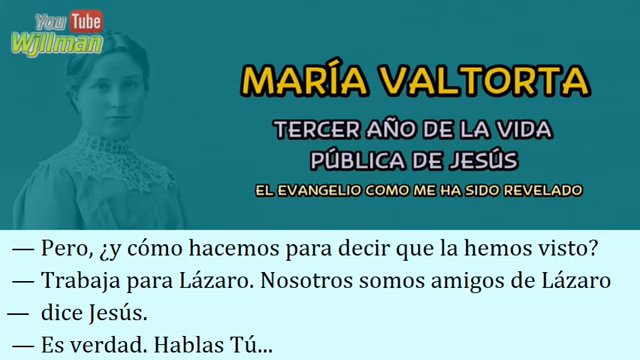 You Tube
Wjllman
MARÍA VALTORTA
TERCER AÑO DE LA VIDA
PÚBLICA DE JESÚS
EL EVANGELIO COMO ME HA SIDO REVELADO
— Pero, ¿y cómo hacemos para decir que la hemos visto?
— Trabaja para Lázaro. Nosotros somos amigos de Lázaro
— dice Jesús.
— Es verdad. Hablas Tú...